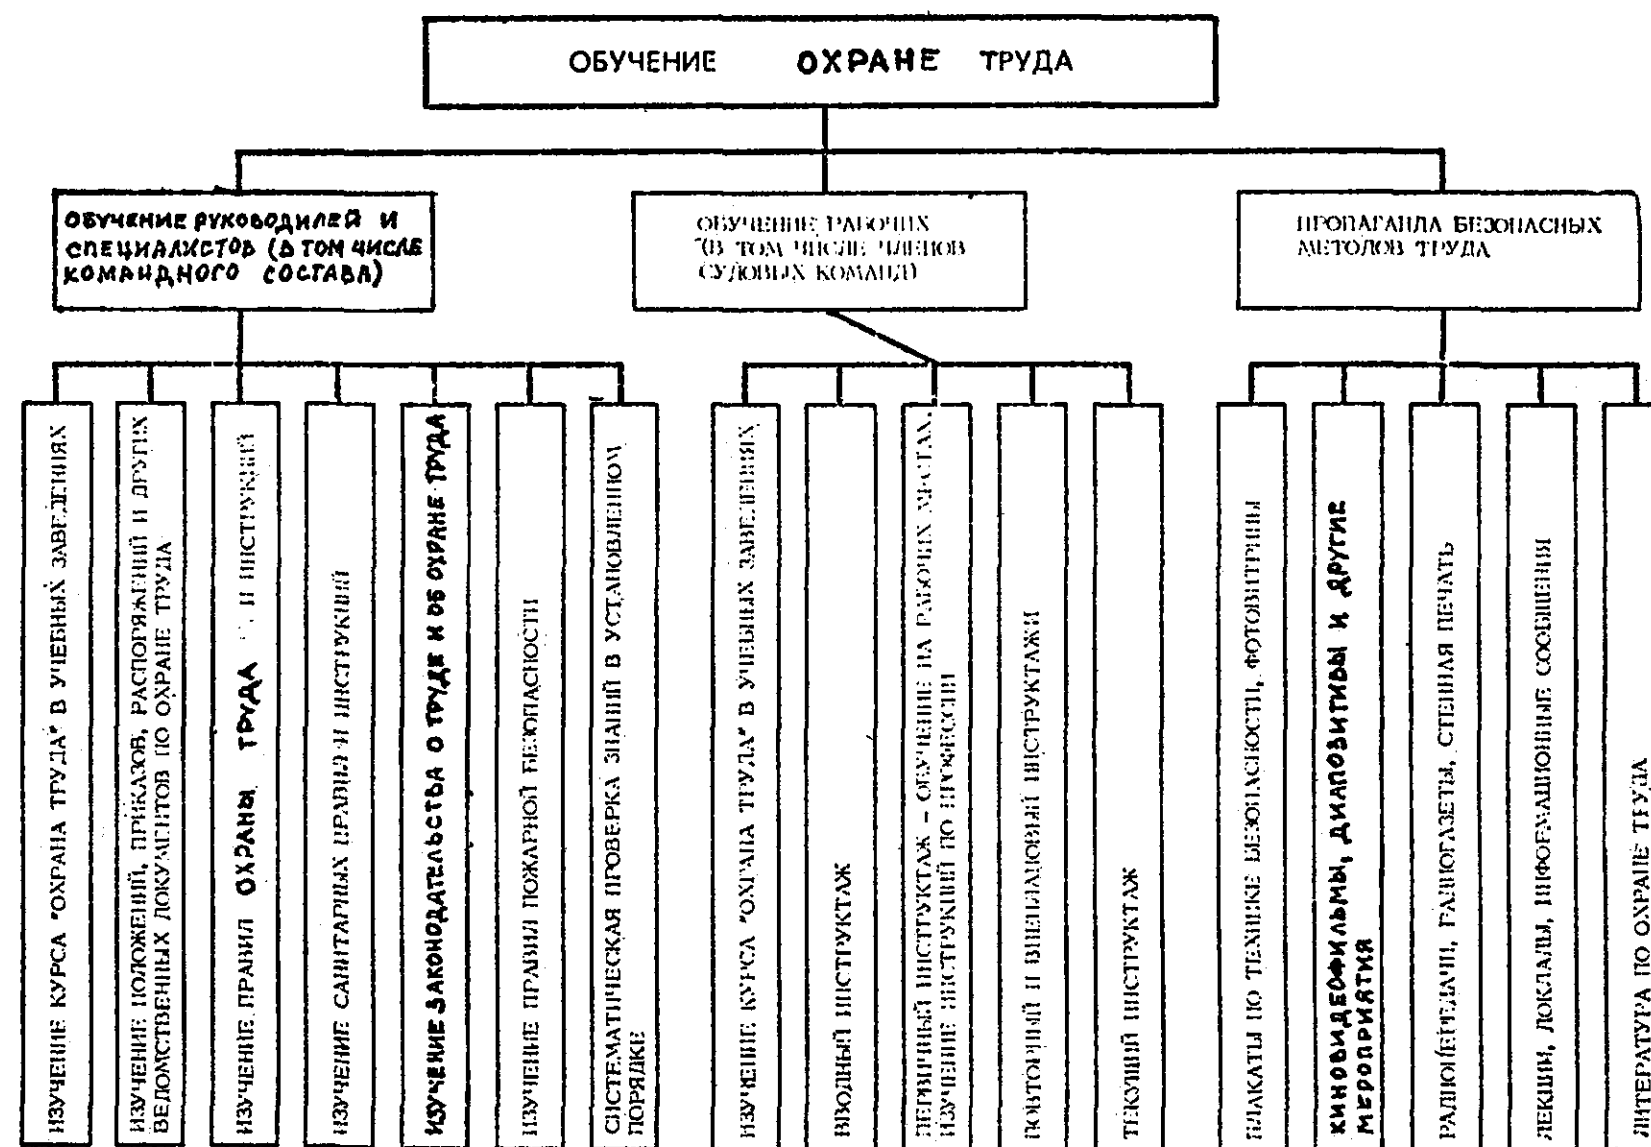 ОБУЧЕНИЕ ОХРАНЕ ТРУДА
ОБУЧЕНИЕ РУКОВОДИЛЕЙ И
СПЕЦИАЛИСТОВ (В ТОМ ЧИСЛЕ
КОМАНДНОГО СОСТАВА)
ОБУЧЕНИЕ РАБОЧИХ
(В ТОМ ЧИСЛЕ ЧЛЕНОВ
СУДОВЫХ КОМАНД)
ПРОПАГАНДА БЕЗОПАСНЫХ
МЕТОДОВ ТРУДА
ИЗУЧЕНИЕ КУРСА "ОХРАНА ТРУДА" В УЧЕБНЫХ ЗАВЕДЕНИЯХ
ИЗУЧЕНИЕ ПОЛОЖЕНИЙ, ПРИКАЗОВ, РАСПОРЯЖЕНИЙ И ДРУГИХ
ВЕДОМСТВЕННЫХ ДОКУМЕНТОВ ПО ОХРАНЕ ТРУДА
ИЗУЧЕНИЕ ПРАВИЛ ОХРАНЫ ТРУДА И ИНСТРУКЦИЙ
ИЗУЧЕНИЕ САНИТАРНЫХ ПРАВИЛ И ИНСТРУКЦИЙ
ИЗУЧЕНИЕ ЗАКОНОДАТЕЛЬСТВА О ТРУДЕ И ОБ ОХРАНЕ ТРУДА
ИЗУЧЕНИЕ ПРАВИЛ ПОЖАРНОЙ БЕЗОПАСНОСТИ
СИСТЕМАТИЧЕСКАЯ ПРОВЕРКА ЗНАНИЙ В УСТАНОВЛЕННОМ
ПОРЯДКЕ
ИЗУЧЕНИЕ КУРСА "ОХРАНА ТРУДА" В УЧЕБНЫХ ЗАВЕДЕНИЯХ
ВВОДНЫЙ ИНСТРУКТАЖ
ПЕРВИЧНЫЙ ИНСТРУКТАЖ – ОБУЧЕНИЕ НА РАБОЧИХ МЕСТАХ.
ИЗУЧЕНИЕ ИНСТРУКЦИЙ ПО ПРОФЕССИИ
ПОВТОРНЫЙ И ВНЕПЛАНОВЫЙ ИНСТРУКТАЖИ
ТЕКУЩИЙ ИНСТРУКТАЖ
ПЛАКАТЫ ПО ТЕХНИКЕ БЕЗОПАСНОСТИ, ФОТОВИТРИНЫ
КИНОВИДЕОФИЛЬМЫ, ДИАПОЗИТИВЫ И ДРУГИЕ
МЕРОПРИЯТИЯ
РАДИОПЕРЕДАЧИ, РАДИОГАЗЕТЫ, СТЕННАЯ ПЕЧАТЬ
ЛЕКЦИИ, ДОКЛАДЫ, ИНФОРМАЦИОННЫЕ СООБЩЕНИЯ
ЛИТЕРАТУРА ПО ОХРАНЕ ТРУДА